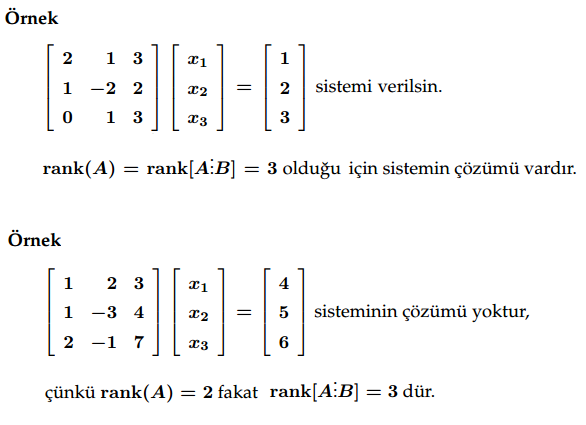 Örnek
[ 2 1 3 ] [ x₁ ] [ 1 ]
[ 1 −2 2 ] [ x₂ ] = [ 2 ] sistemi verilsin.
[ 0 1 3 ] [ x₃ ] [ 3 ]
rank(A) = rank[A⋮B] = 3 olduğu için sistemin çözümü vardır.
Örnek
[ 1 2 3 ] [ x₁ ] [ 4 ]
[ 1 −3 4 ] [ x₂ ] = [ 5 ] sisteminin çözümü yoktur,
[ 2 −1 7 ] [ x₃ ] [ 6 ]
çünkü rank(A) = 2 fakat rank[A⋮B] = 3 dür.